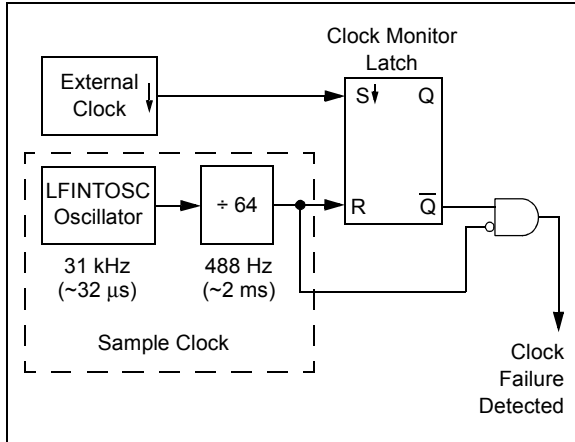 Clock Monitor
Latch
External
Clock
S
Q
LFINTOSC
Oscillator
÷ 64
R
Q̅
31 kHz
(~32 μs)
488 Hz
(~2 ms)
Sample Clock
Clock
Failure
Detected